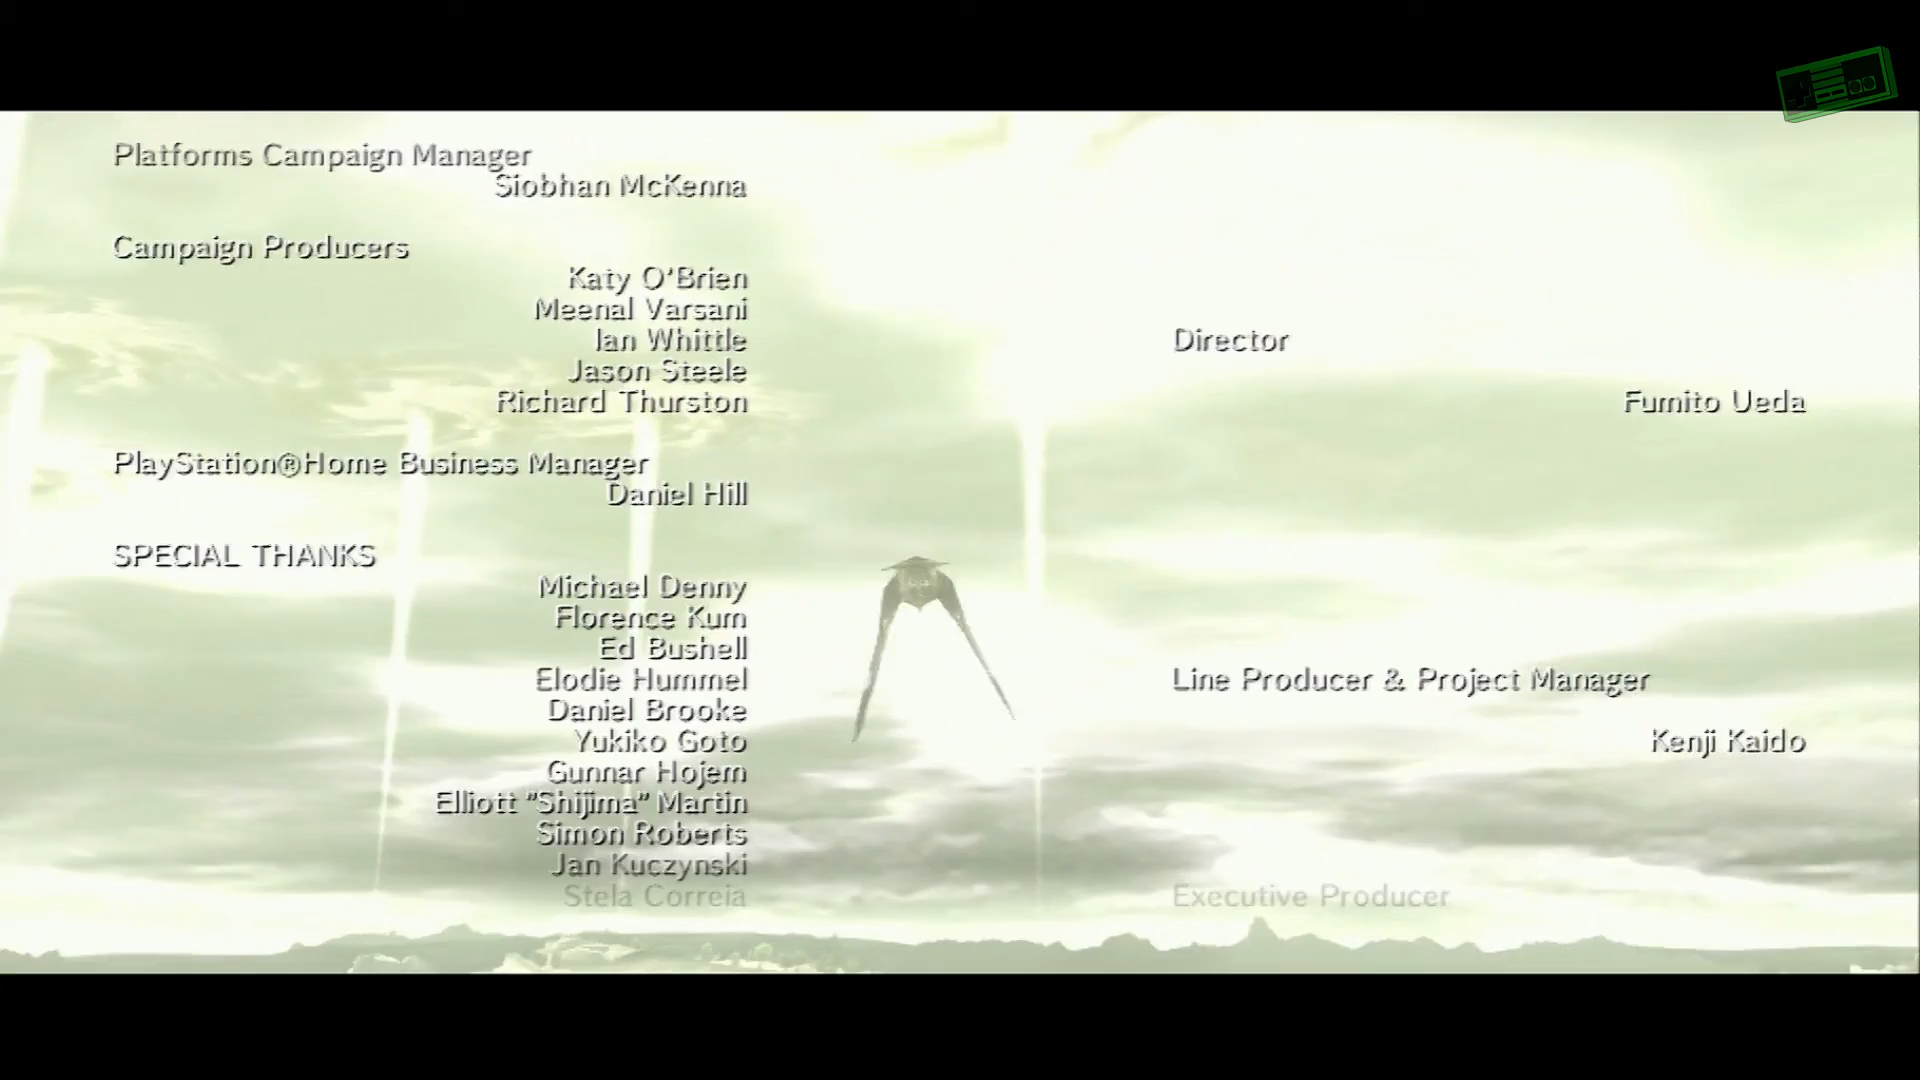 Platforms Campaign Manager
Siobhan McKenna
Campaign Producers
Katy O'Brien
Meenal Varsani
Ian Whittle
Jason Steele
Richard Thurston
PlayStation®Home Business Manager
Daniel Hill
SPECIAL THANKS
Michael Denny
Florence Kum
Ed Bushell
Elodie Hummel
Daniel Brooke
Yukiko Goto
Gunnar Hojem
Elliott "Shijima" Martin
Simon Roberts
Jan Kuczynski
Stela Correia
Director
Fumito Ueda
Line Producer & Project Manager
Kenji Kaido
Executive Producer